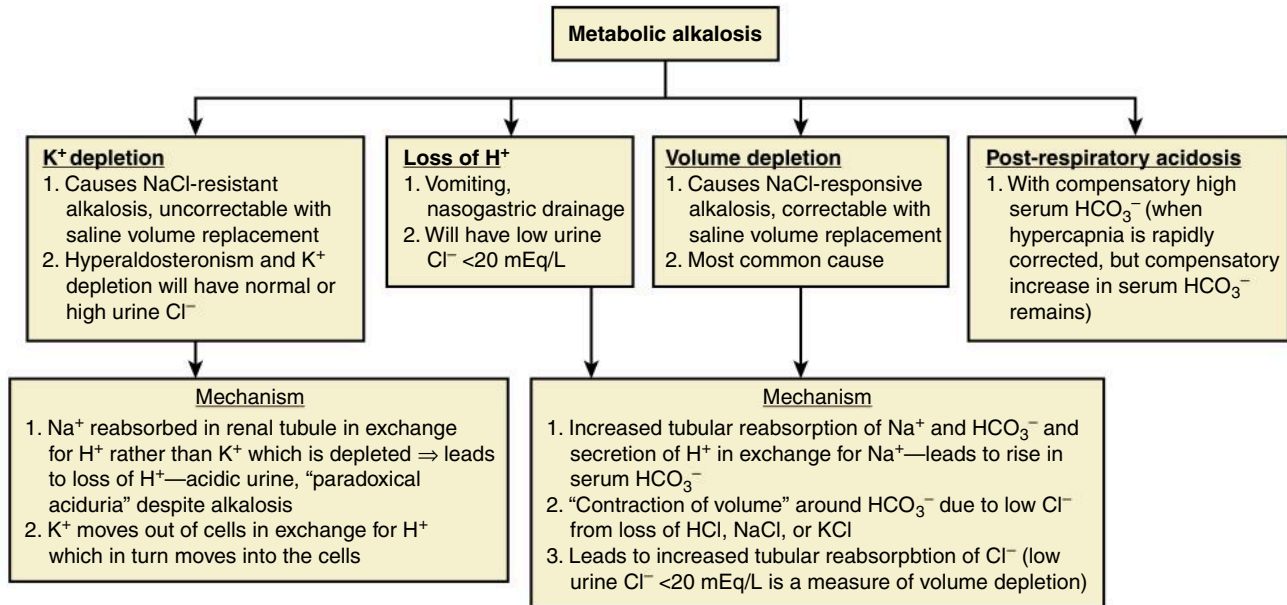 Metabolic alkalosis
K⁺ depletion
1. Causes NaCl-resistant
alkalosis, uncorrectable with
saline volume replacement
2. Hyperaldosteronism and K⁺
depletion will have normal or
high urine Cl⁻
Loss of H⁺
1. Vomiting,
nasogastric drainage
2. Will have low urine
Cl⁻ <20 mEq/L
Volume depletion
1. Causes NaCl-responsive
alkalosis, correctable with
saline volume replacement
2. Most common cause
Post-respiratory acidosis
1. With compensatory high
serum HCO₃⁻ (when
hypercapnia is rapidly
corrected, but compensatory
increase in serum HCO₃⁻
remains)
Mechanism
1. Na⁺ reabsorbed in renal tubule in exchange
for H⁺ rather than K⁺ which is depleted ⇒ leads
to loss of H⁺—acidic urine, “paradoxical
aciduria” despite alkalosis
2. K⁺ moves out of cells in exchange for H⁺
which in turn moves into the cells
Mechanism
1. Increased tubular reabsorption of Na⁺ and HCO₃⁻ and
secretion of H⁺ in exchange for Na⁺—leads to rise in
serum HCO₃⁻
2. “Contraction of volume” around HCO₃⁻ due to low Cl⁻
from loss of HCl, NaCl, or KCl
3. Leads to increased tubular reabsorpbtion of Cl⁻ (low
urine Cl⁻ <20 mEq/L is a measure of volume depletion)